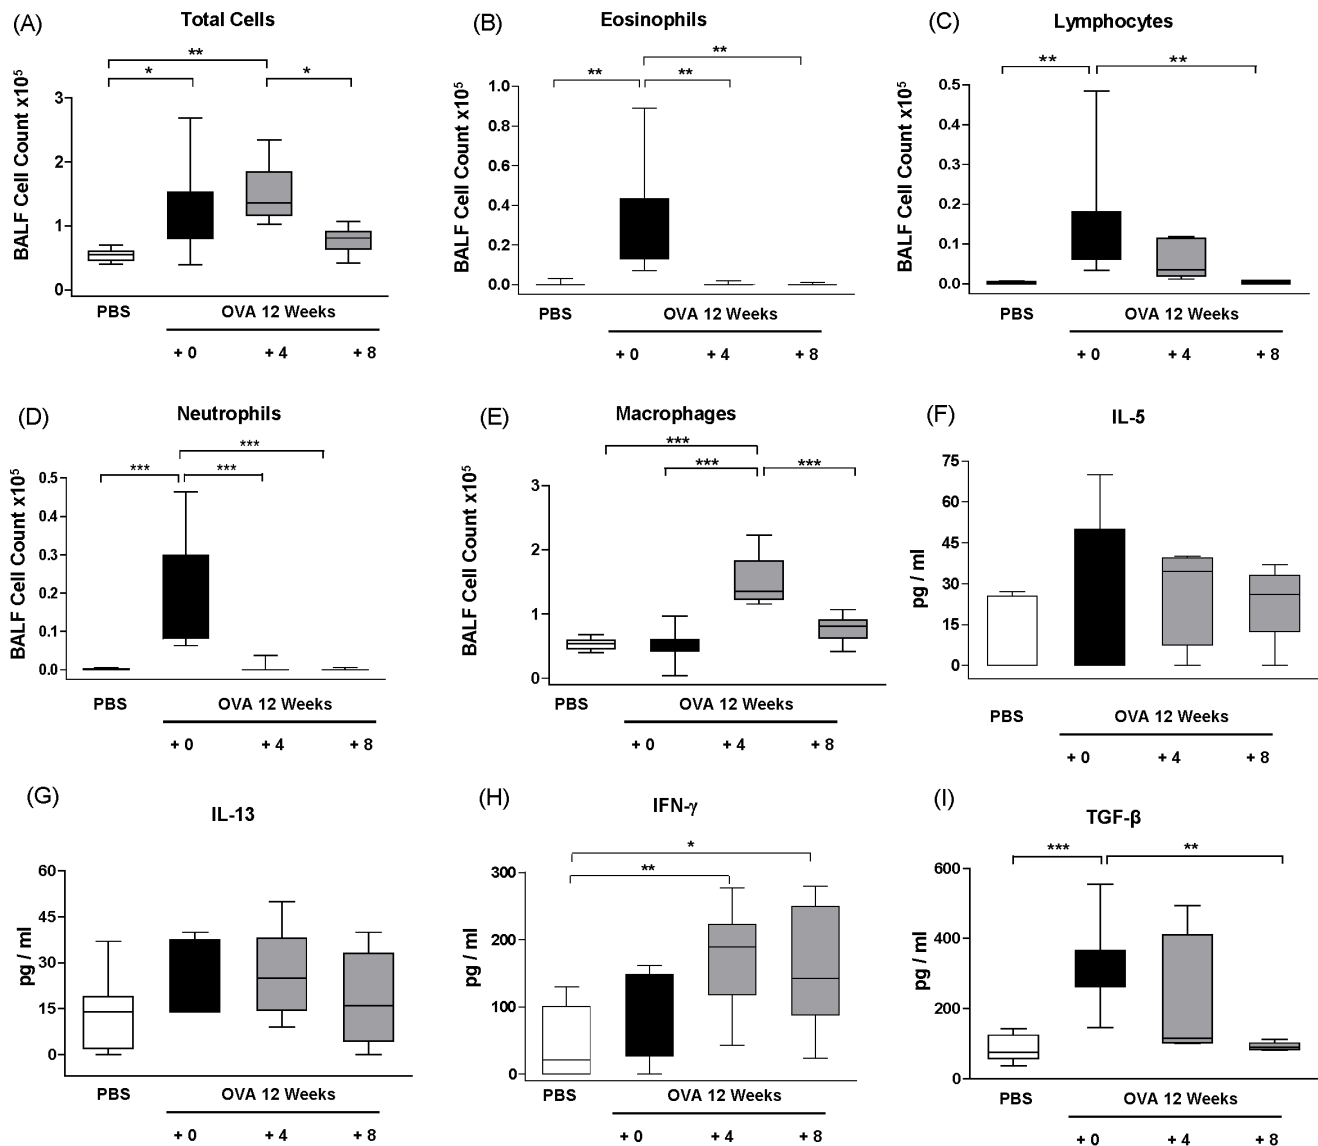 (A)
Total Cells
**
*
*
BALF Cell Count x10⁵
3
2
1
0
PBS
OVA 12 Weeks
+ 0
+ 4
+ 8
(B)
Eosinophils
**
**
**
BALF Cell Count x10⁵
1.0
0.6
0.4
0.2
0.0
PBS
OVA 12 Weeks
+ 0
+ 4
+ 8
(C)
Lymphocytes
**
**
BALF Cell Count x10⁵
0.5
0.4
0.3
0.2
0.1
0.0
PBS
OVA 12 Weeks
+ 0
+ 4
+ 8
(D)
Neutrophils
***
***
***
BALF Cell Count x10⁵
0.5
0.4
0.3
0.2
0.1
0.0
PBS
OVA 12 Weeks
+ 0
+ 4
+ 8
(E)
Macrophages
***
***
***
BALF Cell Count x10⁵
3
2
1
0
PBS
OVA 12 Weeks
+ 0
+ 4
+ 8
(F)
IL-5
pg / ml
75
60
45
30
15
0
PBS
OVA 12 Weeks
+ 0
+ 4
+ 8
(G)
IL-13
pg / ml
60
45
30
15
0
PBS
OVA 12 Weeks
+ 0
+ 4
+ 8
(H)
IFN-γ
*
**
pg / ml
300
200
100
0
PBS
OVA 12 Weeks
+ 0
+ 4
+ 8
(I)
TGF-β
***
**
pg / ml
600
400
200
0
PBS
OVA 12 Weeks
+ 0
+ 4
+ 8